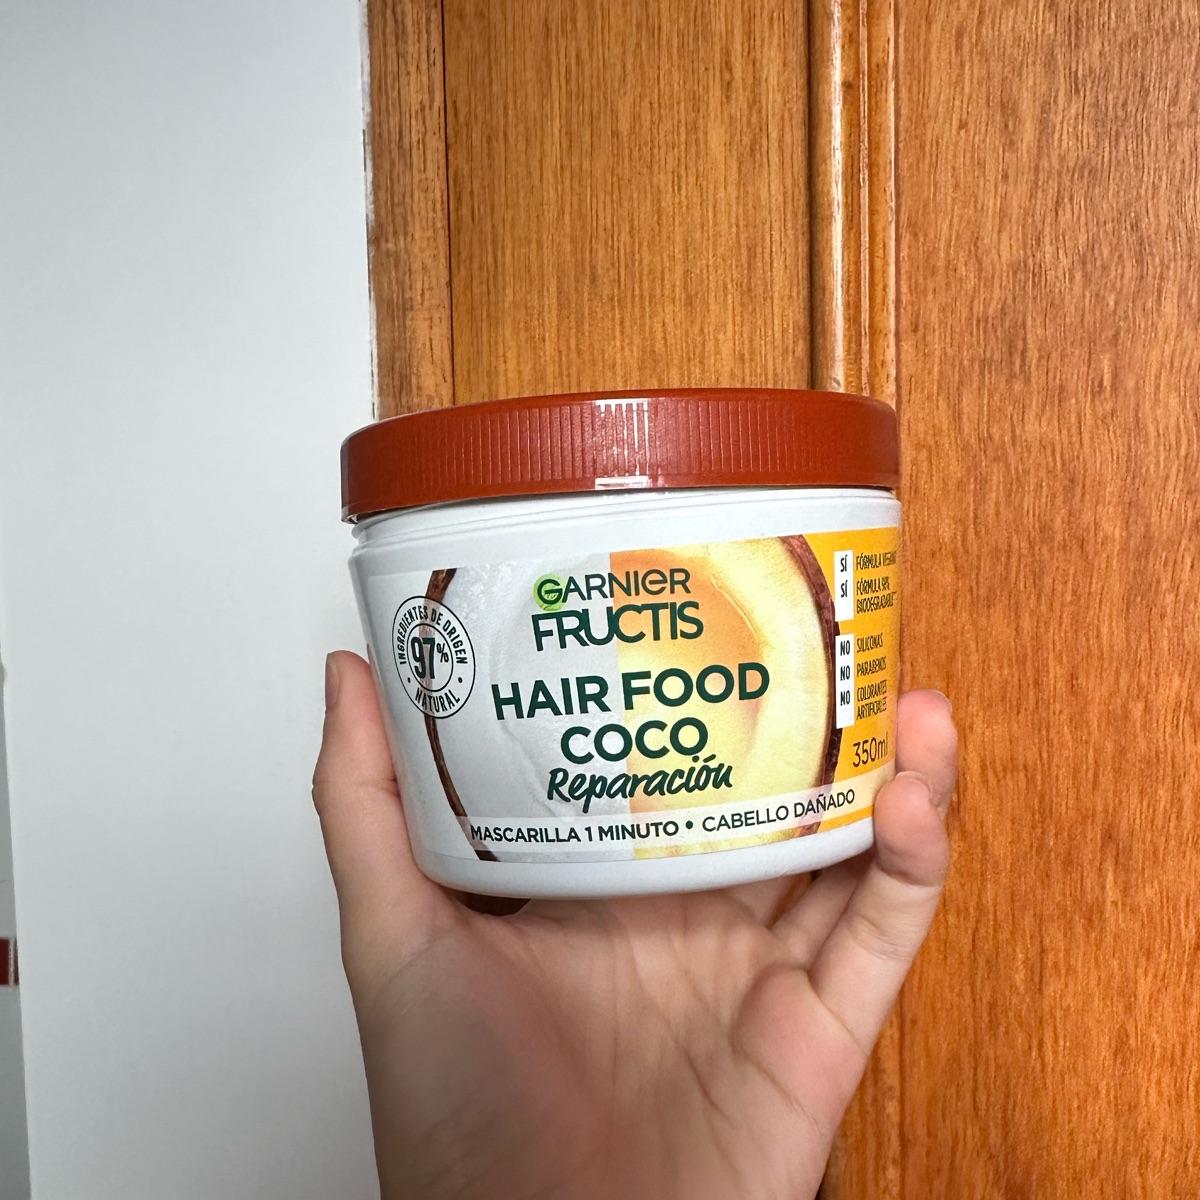 GARNIER
FRUCTIS
HAIR FOOD
COCO
Reparación
MASCARILLA 1 MINUTO • CABELLO DAÑADO
INGREDIENTES DE ORIGEN
97%
• NATURAL •
SÍ FÓRMULA
SÍ FÓRMULA 98%
BIODEGRADABLE
NO SILICONAS
NO PARABENOS
NO COLORANTES
ARTIFICIALES
350ml